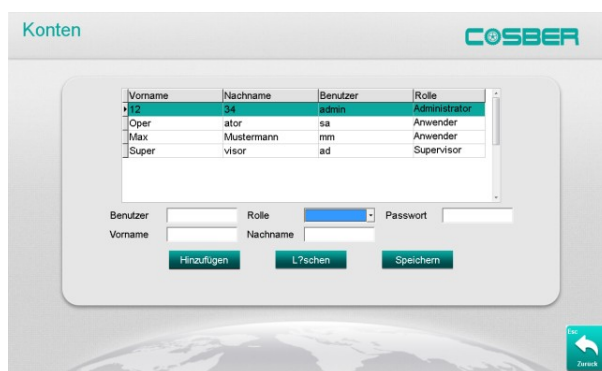 Konten
COSBER
Vorname Nachname Benutzer Rolle
12 34 admin Administrator
Oper ator sa Anwender
Max Mustermann mm Anwender
Super visor ad Supervisor
Benutzer Rolle Passwort
Vorname Nachname
Hinzufügen L?schen Speichern
Esc
Zurück